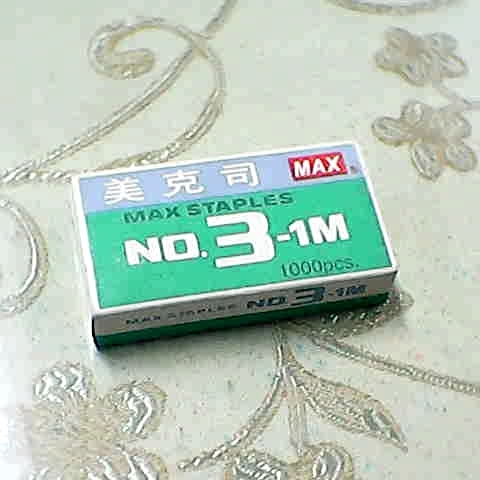 美克司 MAX
MAX STAPLES
NO.3-1M
1000pcs.
MAX STAPLES NO.3-1M